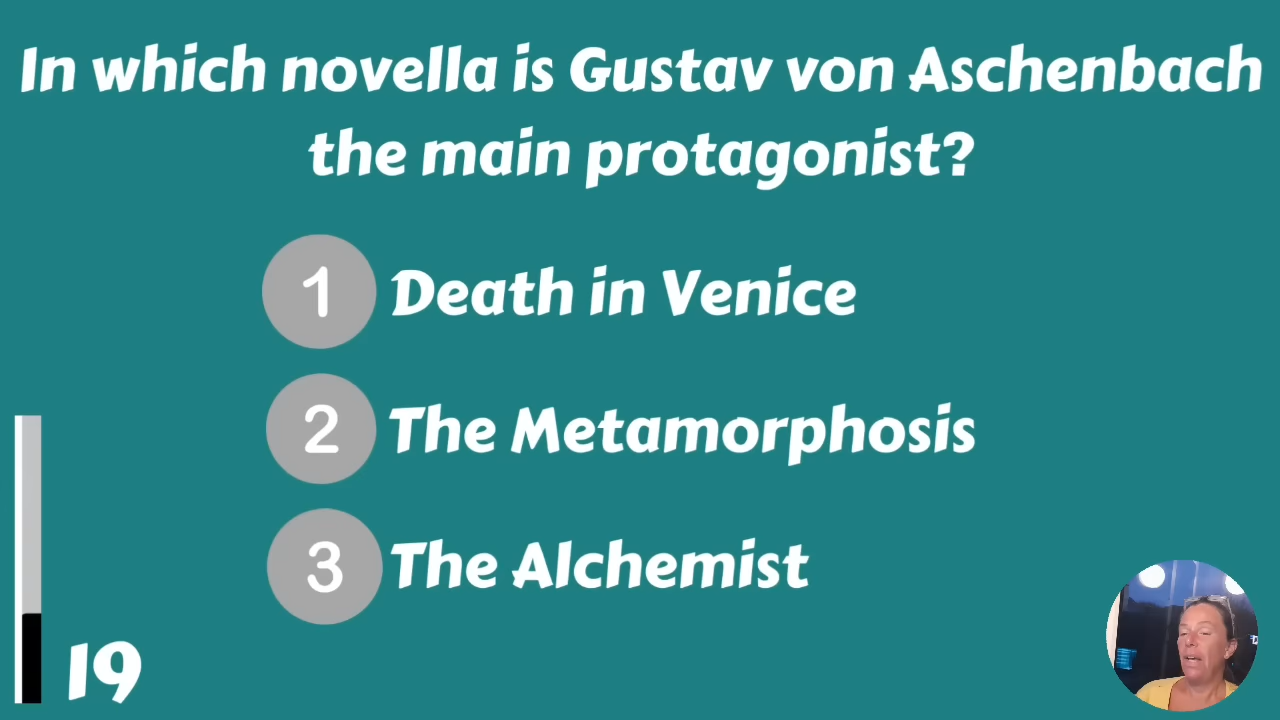 In which novella is Gustav von Aschenbach
the main protagonist?
1 Death in Venice
2 The Metamorphosis
3 The Alchemist
19